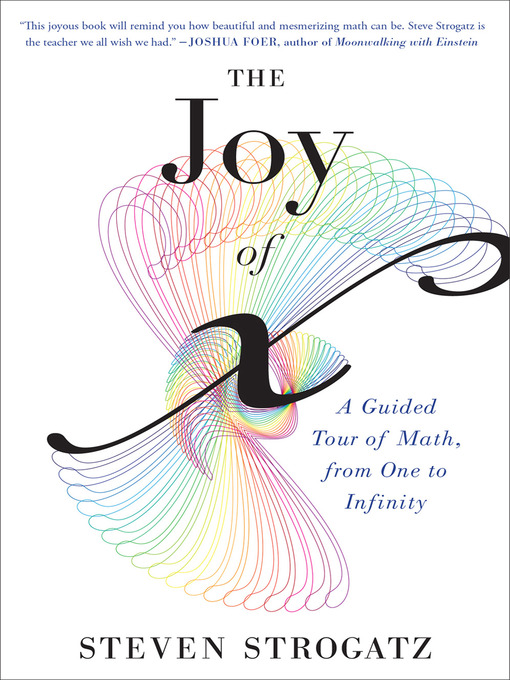 “This joyous book will remind you how beautiful and mesmerizing math can be. Steve Strogatz is
the teacher we all wish we had.” —JOSHUA FOER, author of Moonwalking with Einstein
THE
Joy
of
x
A Guided
Tour of Math,
from One to
Infinity
STEVEN STROGATZ